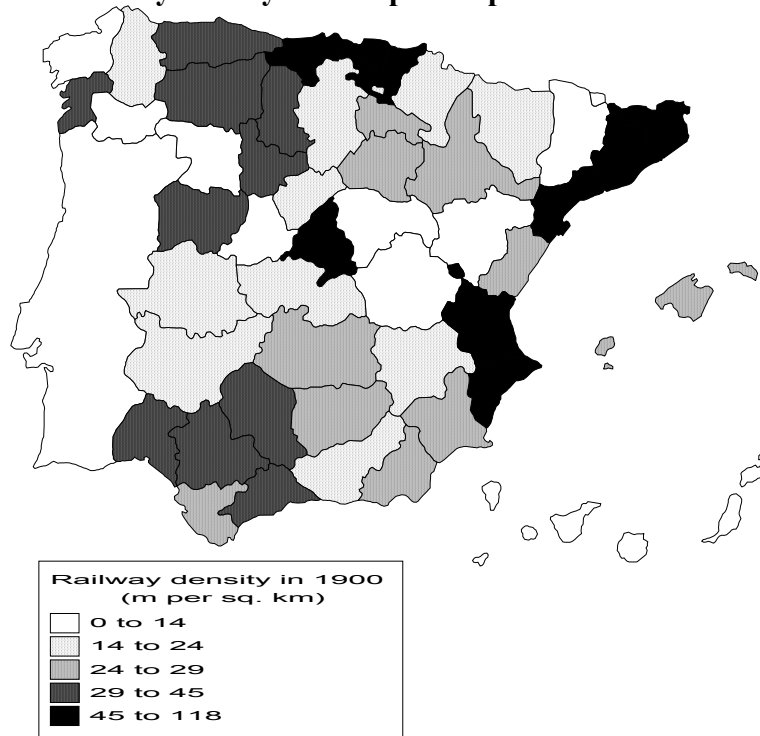 Railway density in 1900
(m per sq. km)
0 to 14
14 to 24
24 to 29
29 to 45
45 to 118